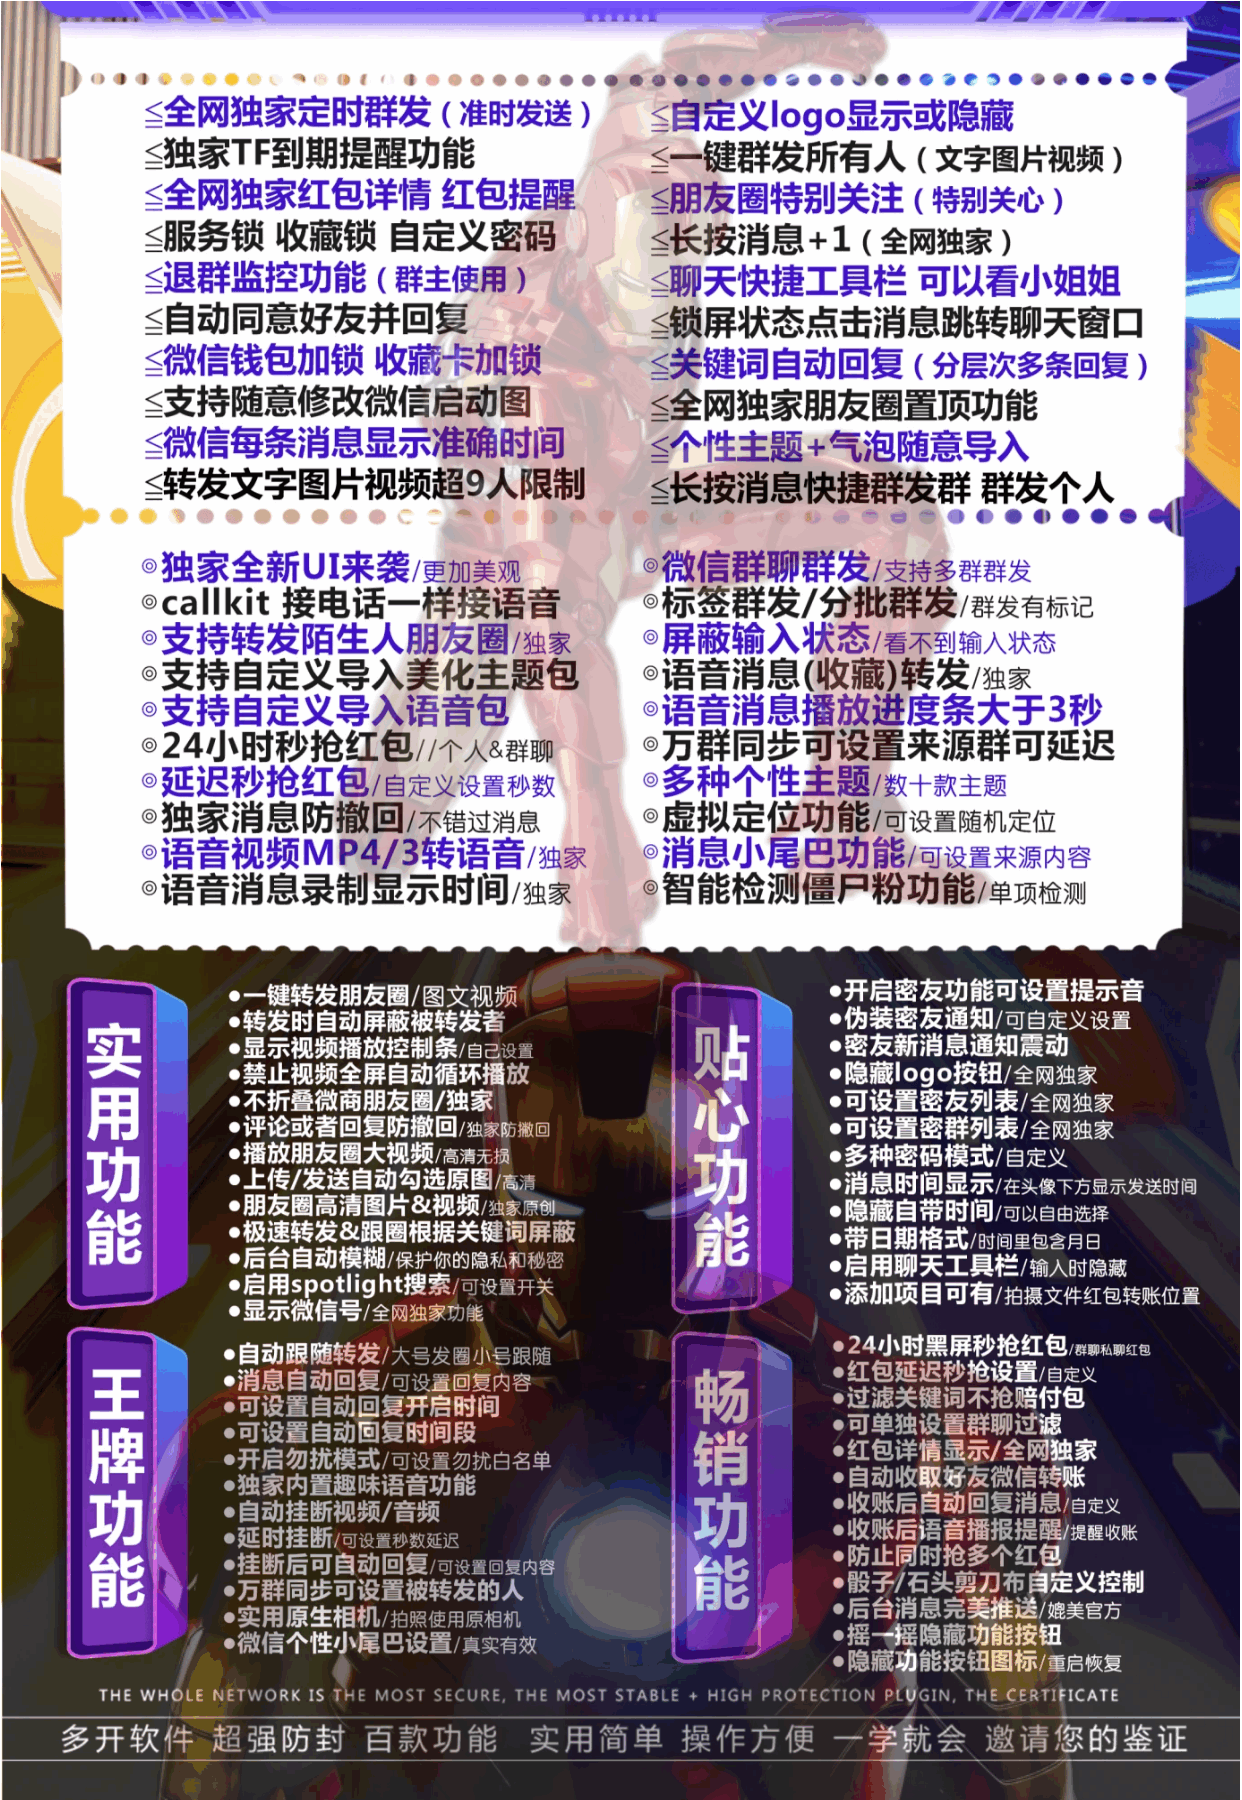 ≦全网独家定时群发（准时发送）
≦独家TF到期提醒功能
≦全网独家红包详情 红包提醒
≦服务锁 收藏锁 自定义密码
≦退群监控功能（群主使用）
≦自动同意好友并回复
≦微信钱包加锁 收藏卡加锁
≦支持随意修改微信启动图
≦微信每条消息显示准确时间
≦转发文字图片视频超9人限制
≦自定义logo显示或隐藏
≦一键群发所有人（文字图片视频）
≦朋友圈特别关注（特别关心）
≦长按消息+1（全网独家）
≦聊天快捷工具栏 可以看小姐姐
≦锁屏状态点击消息跳转聊天窗口
≦关键词自动回复（分层次多条回复）
≦全网独家朋友圈置顶功能
≦个性主题+气泡随意导入
≦长按消息快捷群发群 群发个人
◎独家全新UI来袭/更加美观
◎callkit 接电话一样接语音
◎支持转发陌生人朋友圈/独家
◎支持自定义导入美化主题包
◎支持自定义导入语音包
◎24小时秒抢红包//个人&群聊
◎延迟秒抢红包/自定义设置秒数
◎独家消息防撤回/不错过消息
◎语音视频MP4/3转语音/独家
◎语音消息录制显示时间/独家
◎微信群聊群发/支持多群群发
◎标签群发/分批群发/群发有标记
◎屏蔽输入状态/看不到输入状态
◎语音消息(收藏)转发/独家
◎语音消息播放进度条大于3秒
◎万群同步可设置来源群可延迟
◎多种个性主题/数十款主题
◎虚拟定位功能/可设置随机定位
◎消息小尾巴功能/可设置来源内容
◎智能检测僵尸粉功能/单项检测
实用功能
●一键转发朋友圈/图文视频
●转发时自动屏蔽被转发者
●显示视频播放控制条/自己设置
●禁止视频全屏自动循环播放
●不折叠微商朋友圈/独家
●评论或者回复防撤回/独家防撤回
●播放朋友圈大视频/高清无损
●上传/发送自动勾选原图/高清
●朋友圈高清图片&视频/独家原创
●极速转发&跟圈根据关键词屏蔽
●后台自动模糊/保护你的隐私和秘密
●启用spotlight搜索/可设置开关
●显示微信号/全网独家功能
贴心功能
●开启密友功能可设置提示音
●伪装密友通知/可自定义设置
●密友新消息通知震动
●隐藏logo按钮/全网独家
●可设置密友列表/全网独家
●可设置密群列表/全网独家
●多种密码模式/自定义
●消息时间显示/在头像下方显示发送时间
●隐藏自带时间/可以自由选择
●带日期格式/时间里包含月日
●启用聊天工具栏/输入时隐藏
●添加项目可有/拍摄文件红包转账位置
王牌功能
●自动跟随转发/大号发圈小号跟随
●消息自动回复/可设置回复内容
●可设置自动回复开启时间
●可设置自动回复时间段
●开启勿扰模式/可设置勿扰白名单
●独家内置趣味语音功能
●自动挂断视频/音频
●延时挂断/可设置秒数延迟
●挂断后可自动回复/可设置回复内容
●万群同步可设置被转发的人
●实用原生相机/拍照使用原相机
●微信个性小尾巴设置/真实有效
畅销功能
●24小时黑屏秒抢红包/群聊私聊红包
●红包延迟秒抢设置/自定义
●过滤关键词不抢赔付包
●可单独设置群聊过滤
●红包详情显示/全网独家
●自动收取好友微信转账
●收账后自动回复消息/自定义
●收账后语音播报提醒/提醒收账
●防止同时抢多个红包
●骰子/石头剪刀布自定义控制
●后台消息完美推送/媲美官方
●摇一摇隐藏功能按钮
●隐藏功能按钮图标/重启恢复
THE WHOLE NETWORK IS THE MOST SECURE, THE MOST STABLE + HIGH PROTECTION PLUGIN, THE CERTIFICATE
多开软件 超强防封 百款功能 实用简单 操作方便 一学就会 邀请您的鉴证